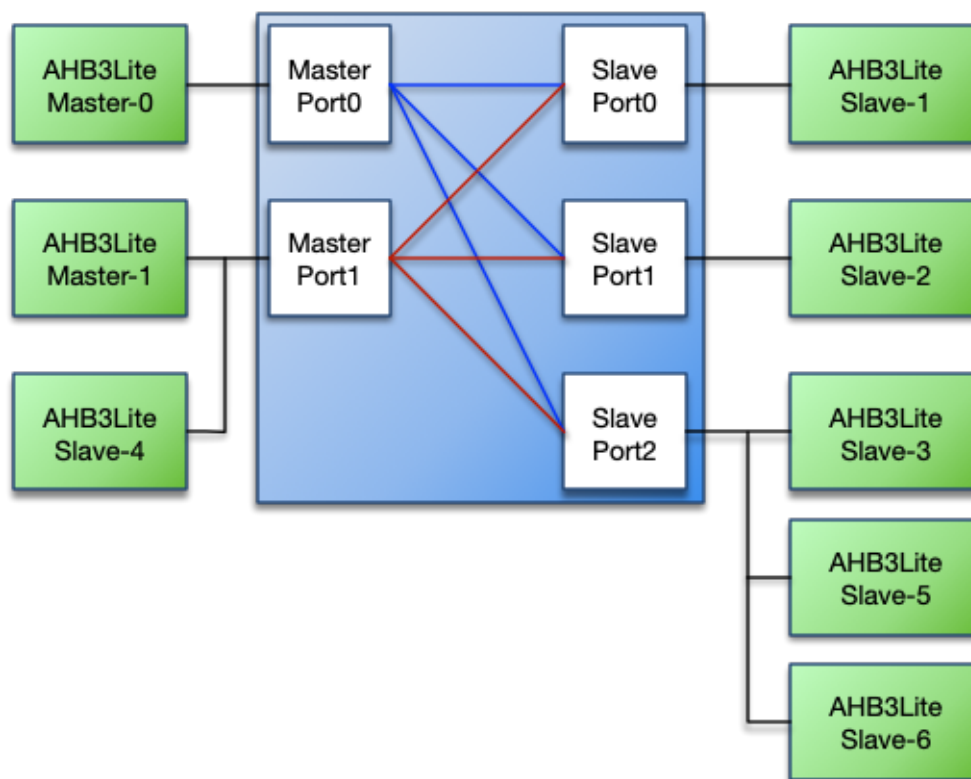 AHB3Lite
Master-0
Master
Port0
Slave
Port0
AHB3Lite
Slave-1
AHB3Lite
Master-1
Master
Port1
Slave
Port1
AHB3Lite
Slave-2
AHB3Lite
Slave-4
Slave
Port2
AHB3Lite
Slave-3
AHB3Lite
Slave-5
AHB3Lite
Slave-6